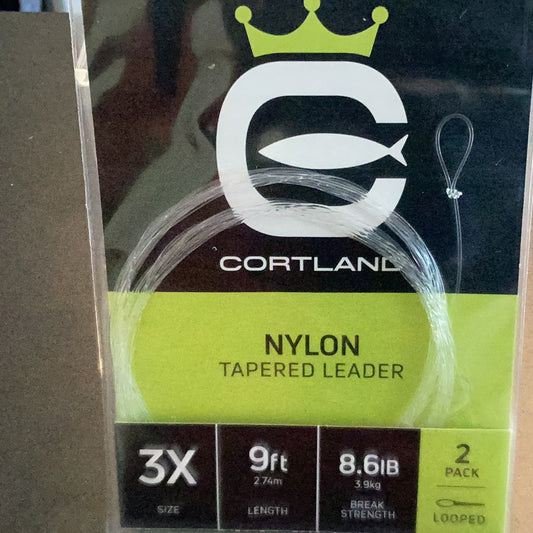 CORTLAND
NYLON
TAPERED LEADER
3X
SIZE
9ft
2.74m
LENGTH
8.6lB
3.9kg
BREAK
STRENGTH
2
PACK
LOOPED